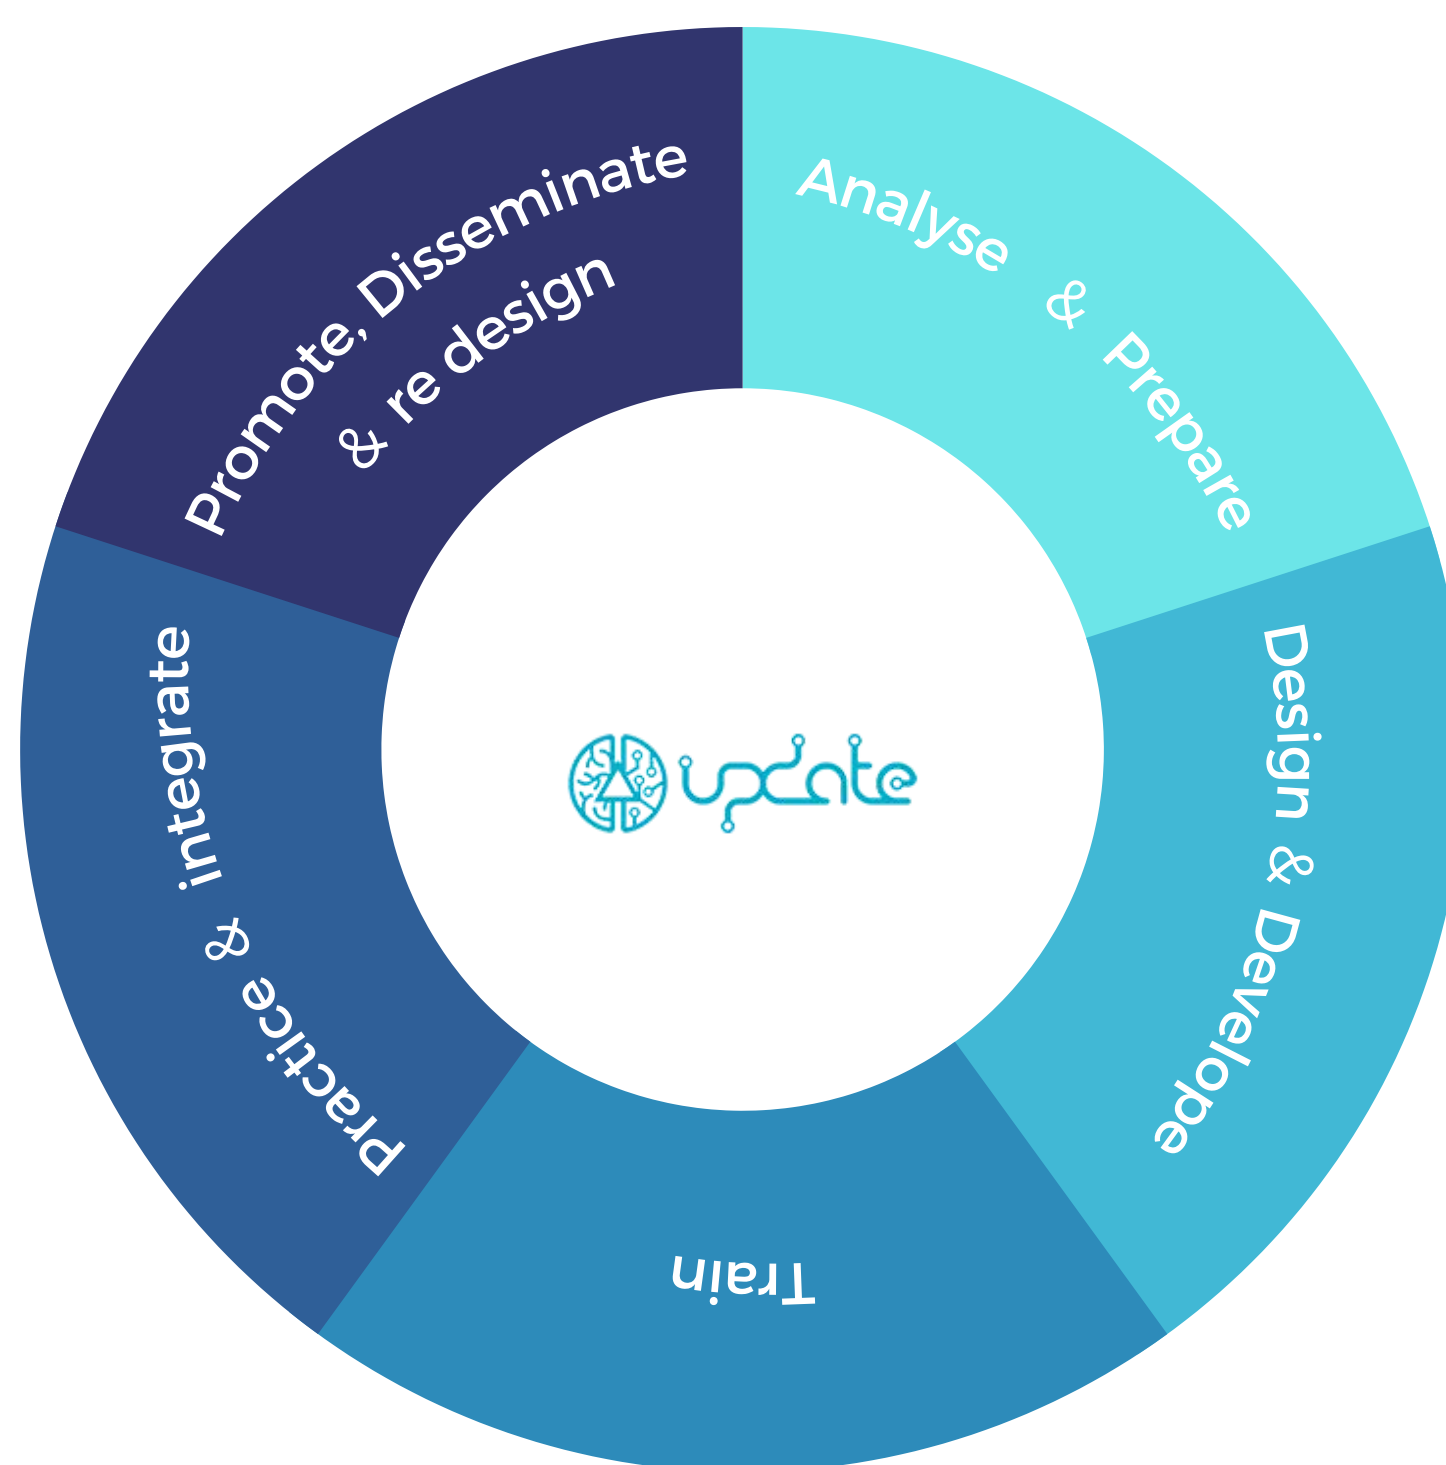 Analyse & Prepare
Design & Develope
Train
Practice & integrate
Promote, Disseminate
& re design
update